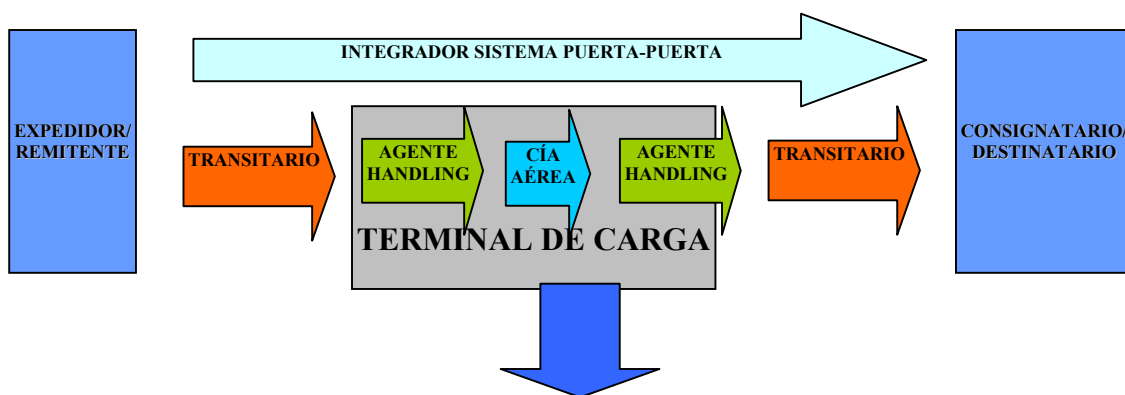 INTEGRADOR SISTEMA PUERTA-PUERTA
EXPEDIDOR/
REMITENTE
TRANSITARIO
AGENTE
HANDLING
CÍA
AÉREA
AGENTE
HANDLING
TRANSITARIO
CONSIGNATARIO/
DESTINATARIO
TERMINAL DE CARGA